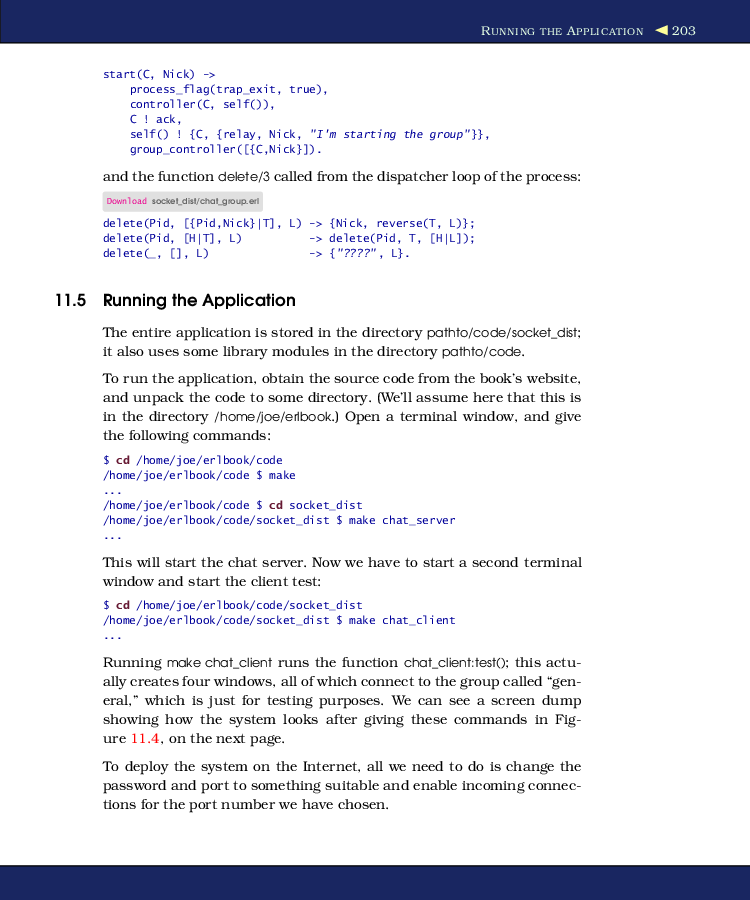 RUNNING THE APPLICATION ◀ 203
start(C, Nick) ->
    process_flag(trap_exit, true),
    controller(C, self()),
    C ! ack,
    self() ! {C, {relay, Nick, "I'm starting the group"}},
    group_controller([{C,Nick}]).
and the function delete/3 called from the dispatcher loop of the process:
Download socket_dist/chat_group.erl
delete(Pid, [{Pid,Nick}|T], L) -> {Nick, reverse(T, L)};
delete(Pid, [H|T], L)          -> delete(Pid, T, [H|L]);
delete(_, [], L)               -> {"????", L}.
11.5 Running the Application
The entire application is stored in the directory pathto/code/socket_dist;
it also uses some library modules in the directory pathto/code.
To run the application, obtain the source code from the book's website,
and unpack the code to some directory. (We'll assume here that this is
in the directory /home/joe/erlbook.) Open a terminal window, and give
the following commands:
$ cd /home/joe/erlbook/code
/home/joe/erlbook/code $ make
...
/home/joe/erlbook/code $ cd socket_dist
/home/joe/erlbook/code/socket_dist $ make chat_server
...
This will start the chat server. Now we have to start a second terminal
window and start the client test:
$ cd /home/joe/erlbook/code/socket_dist
/home/joe/erlbook/code/socket_dist $ make chat_client
...
Running make chat_client runs the function chat_client:test(); this actu-
ally creates four windows, all of which connect to the group called “gen-
eral,” which is just for testing purposes. We can see a screen dump
showing how the system looks after giving these commands in Fig-
ure 11.4, on the next page.
To deploy the system on the Internet, all we need to do is change the
password and port to something suitable and enable incoming connec-
tions for the port number we have chosen.